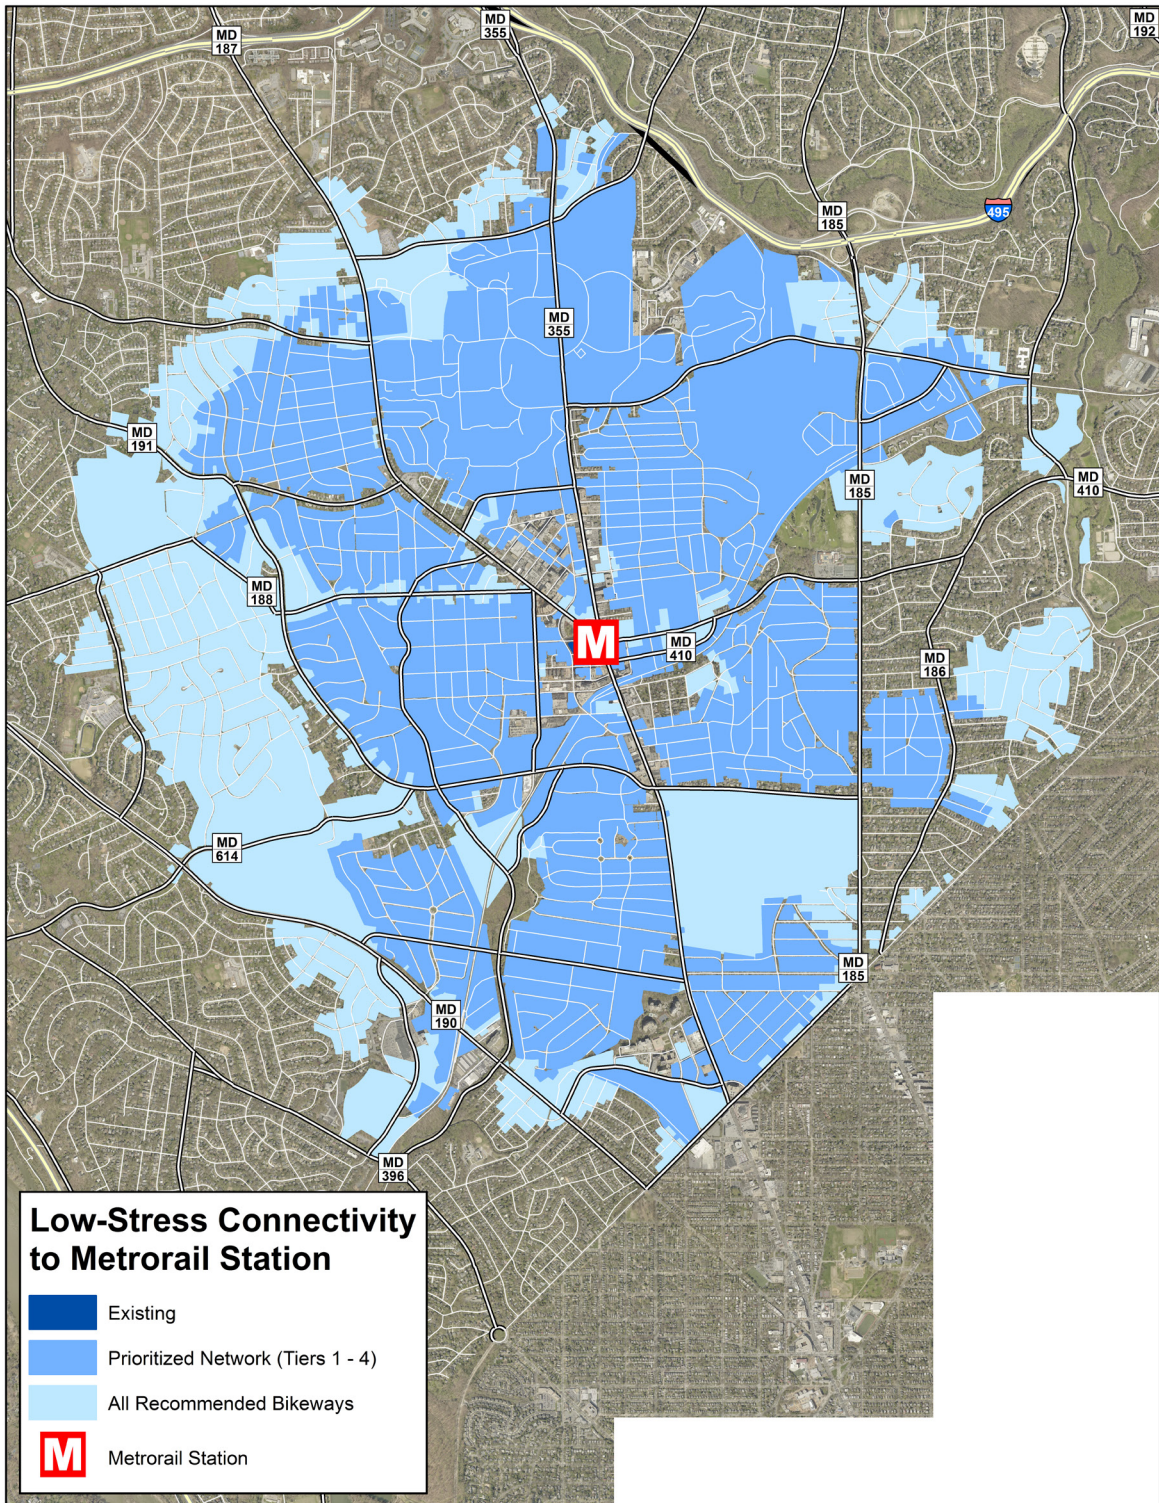 MD
187
MD
355
MD
192
MD
185
495
MD
355
MD
191
MD
185
MD
410
MD
188
M
MD
410
MD
186
MD
614
MD
185
MD
190
MD
396
Low-Stress Connectivity
to Metrorail Station
Existing
Prioritized Network (Tiers 1 - 4)
All Recommended Bikeways
M
Metrorail Station